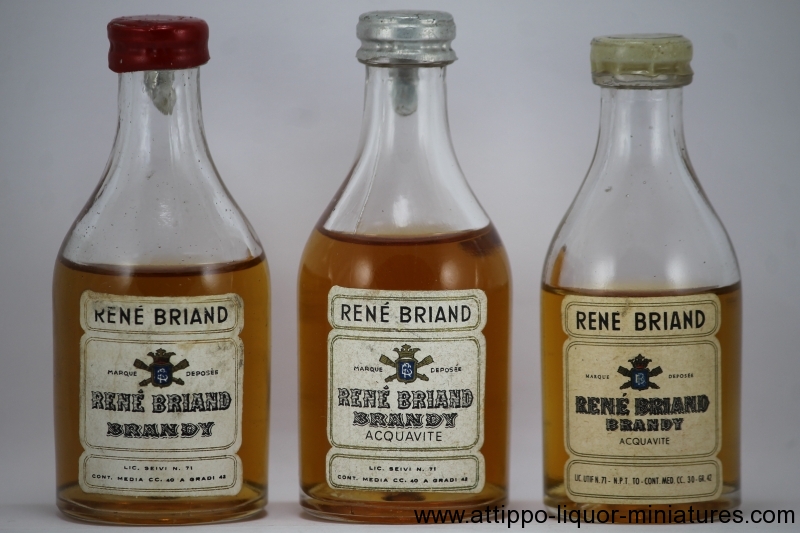 RENÉ BRIAND
MARQUE DEPOSÉE
RENÉ BRIAND
BRANDY
LIC. SEIVI N. 71
CONT. MEDIA CC. 40 A GRADI 42
RENÉ BRIAND
MARQUE DEPOSÉE
RENÉ BRIAND
BRANDY
ACQUAVITE
LIC. SEIVI N. 71
CONT. MEDIA CC. 40 A GRADI 42
RENÉ BRIAND
MARQUE DEPOSÉE
RENÉ BRIAND
BRANDY
ACQUAVITE
LIC. UTIF N. 71 - N.P.T. TO - CONT. MED. CC. 30 - GR. 42
www.attippo-liquor-miniatures.com